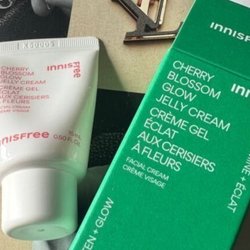 innisfree
CHERRY
BLOSSOM
GLOW
JELLY CREAM
CRÈME GEL
ÉCLAT
AUX CERISIERS
À FLEURS
FACIAL CREAM
CRÈME VISAGE
innisfree
CHERRY
BLOSSOM
GLOW
JELLY CREAM
CRÈME GEL
ÉCLAT
AUX CERISIERS
À FLEURS
innisfree
+ ÉCLAT
EN + GLOW